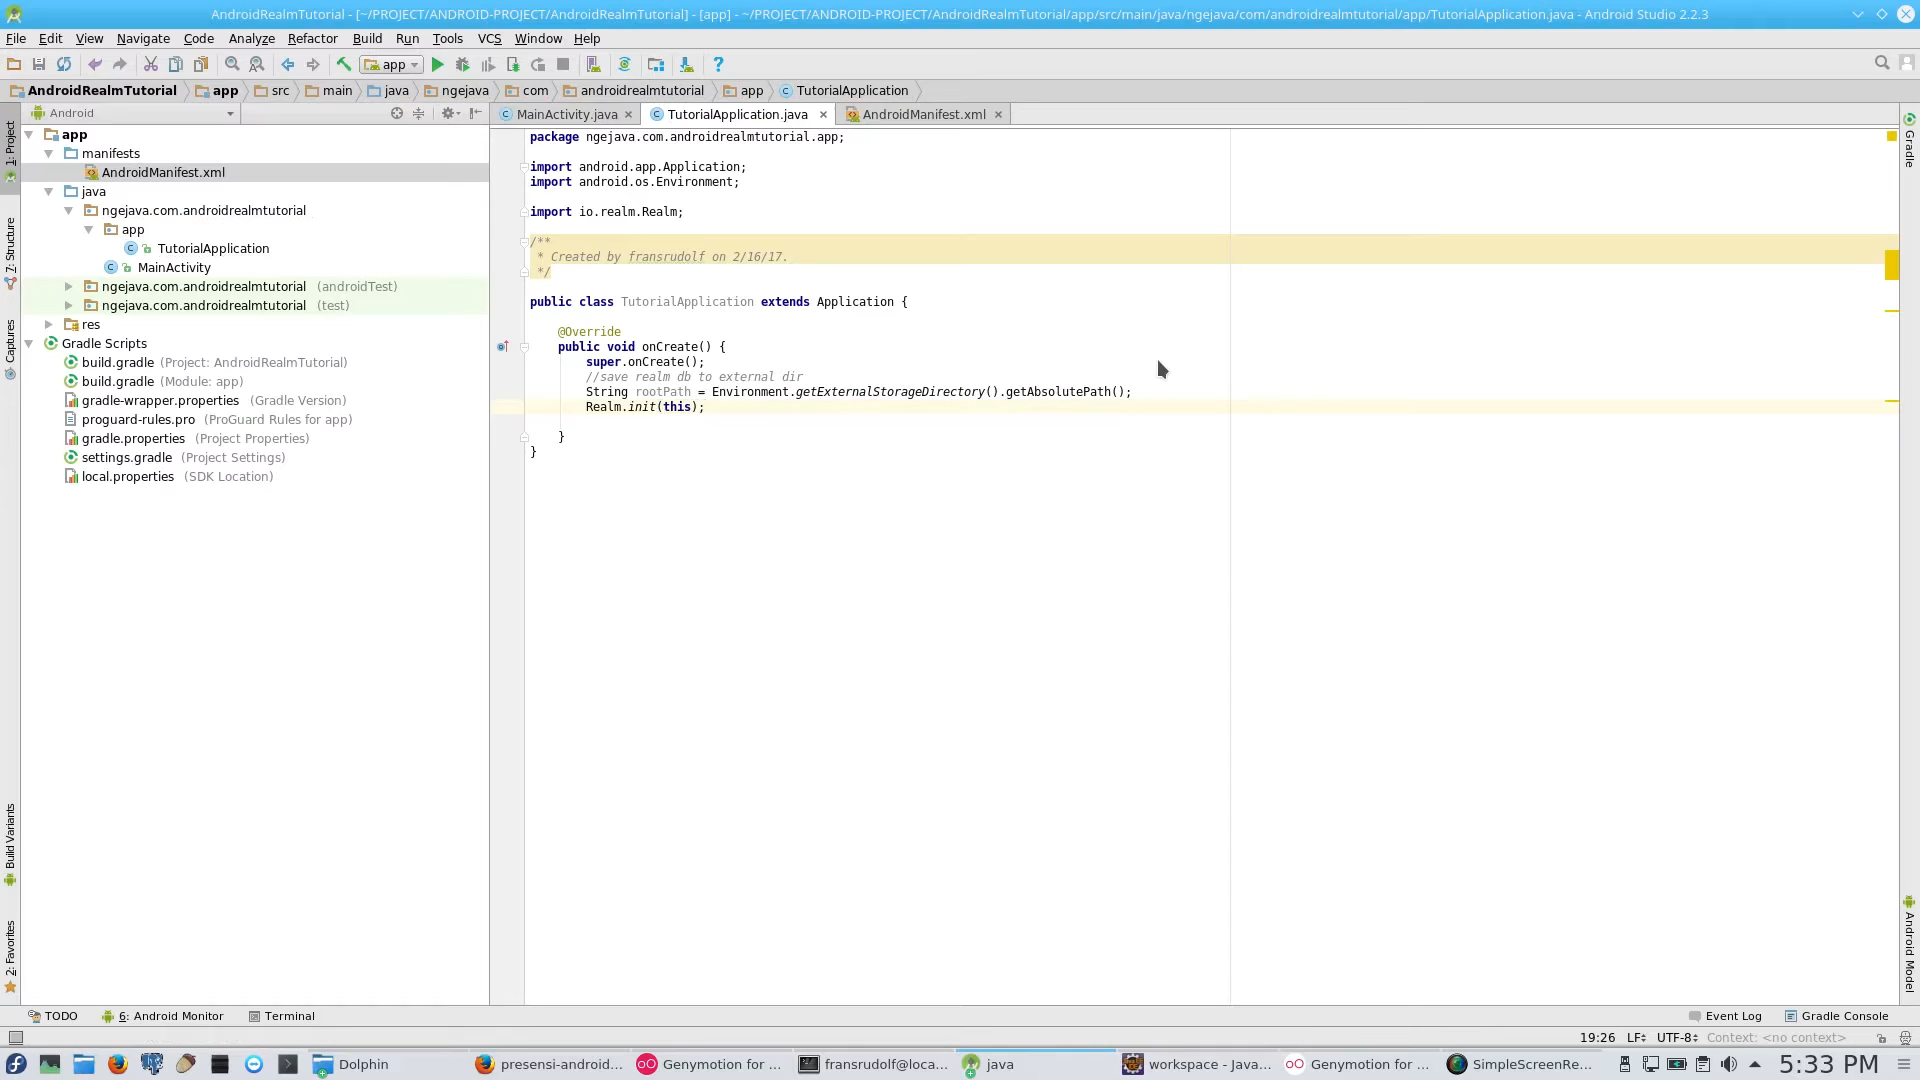 AndroidRealmTutorial - [~/PROJECT/ANDROID-PROJECT/AndroidRealmTutorial] - [app] - ~/PROJECT/ANDROID-PROJECT/AndroidRealmTutorial/app/src/main/java/ngejava/com/androidrealmtutorial/app/TutorialApplication.java - Android Studio 2.2.3
File Edit View Navigate Code Analyze Refactor Build Run Tools VCS Window Help
app
AndroidRealmTutorial app src main java ngejava com androidrealmtutorial app TutorialApplication
Android
MainActivity.java TutorialApplication.java AndroidManifest.xml
1: Project
7: Structure
Captures
Build Variants
2: Favorites
app
manifests
AndroidManifest.xml
java
ngejava.com.androidrealmtutorial
app
TutorialApplication
MainActivity
ngejava.com.androidrealmtutorial (androidTest)
ngejava.com.androidrealmtutorial (test)
res
Gradle Scripts
build.gradle (Project: AndroidRealmTutorial)
build.gradle (Module: app)
gradle-wrapper.properties (Gradle Version)
proguard-rules.pro (ProGuard Rules for app)
gradle.properties (Project Properties)
settings.gradle (Project Settings)
local.properties (SDK Location)
package ngejava.com.androidrealmtutorial.app;
import android.app.Application;
import android.os.Environment;
import io.realm.Realm;
/**
* Created by fransrudolf on 2/16/17.
*/
public class TutorialApplication extends Application {
@Override
public void onCreate() {
super.onCreate();
//save realm db to external dir
String rootPath = Environment.getExternalStorageDirectory().getAbsolutePath();
Realm.init(this);
}
}
Gradle
Android Model
TODO 6: Android Monitor Terminal Event Log Gradle Console
19:26 LF UTF-8 Context: <no context>
Dolphin presensi-android... Genymotion for ... fransrudolf@loca... java workspace - Java... Genymotion for ... SimpleScreenRe... 5:33 PM